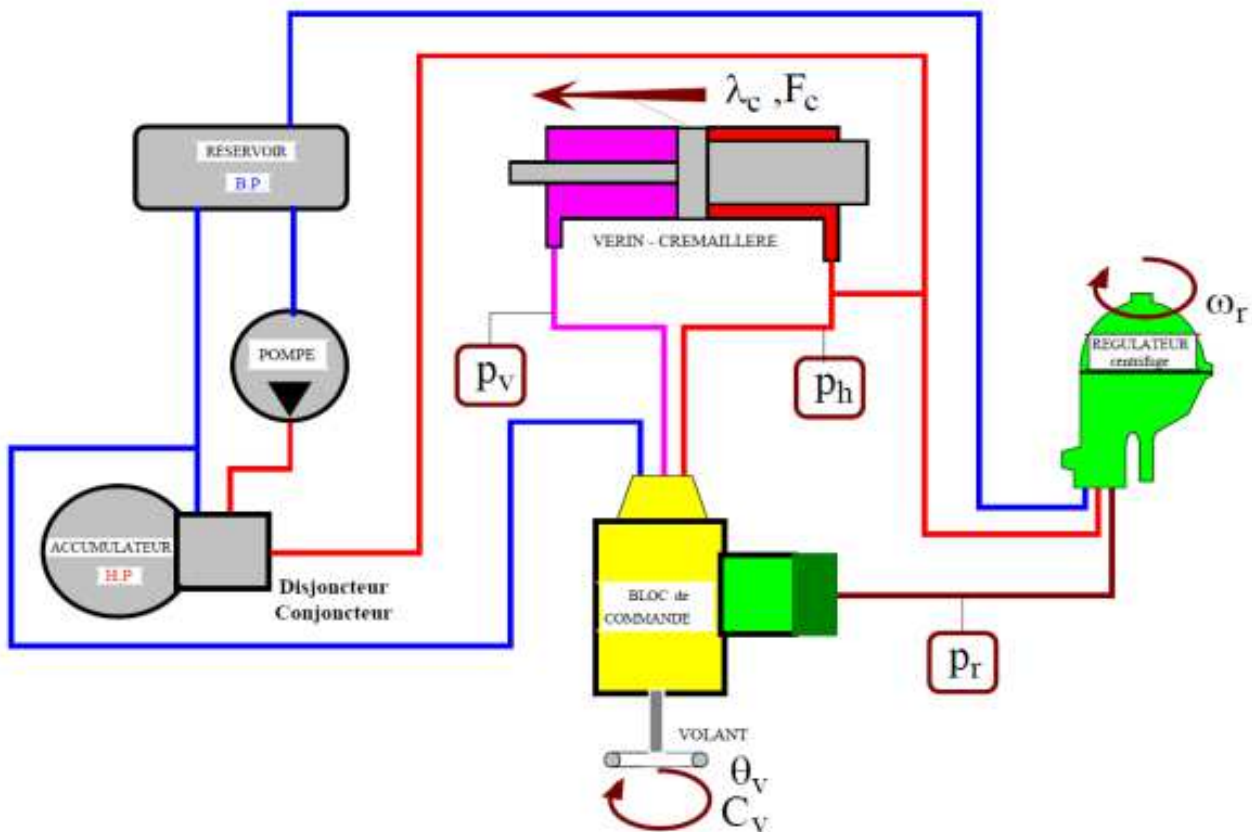 λc ,Fc
RESERVOIR
B.P
VERIN - CREMAILLERE
ωr
REGULATEUR
centrifuge
POMPE
pv
ph
ACCUMULATEUR
H.P
Disjoncteur
Conjoncteur
BLOC de
COMMANDE
pr
VOLANT
θv
Cv